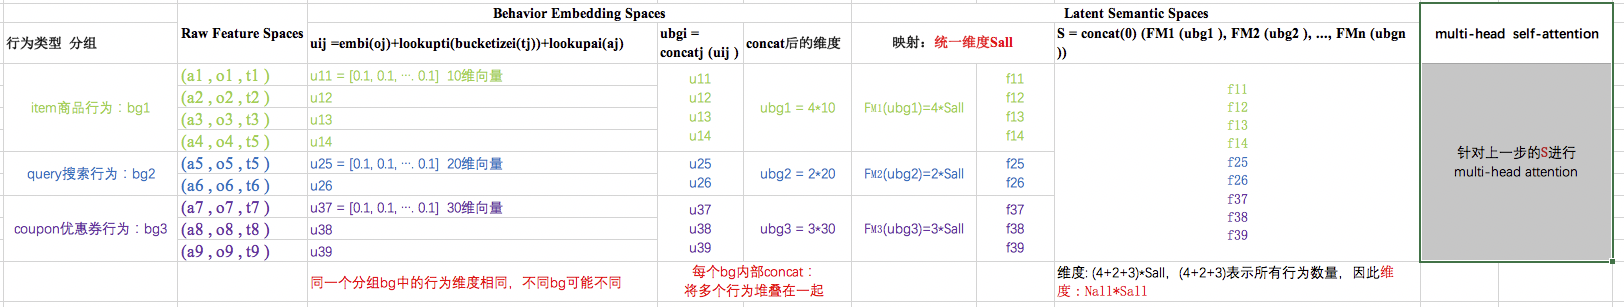 Behavior Embedding Spaces
Latent Semantic Spaces
行为类型 分组
Raw Feature Spaces
uij =embi(oj)+lookupti(bucketizei(tj))+lookupai(aj)
ubgi =
concatj (uij )
concat后的维度
映射：统一维度Sall
S = concat(0) (FM1 (ubg1 ), FM2 (ubg2 ), ..., FMn (ubgn
))
multi-head self-attention
item商品行为：bg1
(a1 , o1 , t1 )
(a2 , o2 , t2 )
(a3 , o3 , t3 )
(a4 , o4 , t5 )
u11 = [0.1, 0.1, ···. 0.1] 10维向量
u12
u13
u14
u11
u12
u13
u14
ubg1 = 4*10
FM1(ubg1)=4*Sall
f11
f12
f13
f14
query搜索行为：bg2
(a5 , o5 , t5 )
(a6 , o6 , t6 )
u25 = [0.1, 0.1, ···. 0.1] 20维向量
u26
u25
u26
ubg2 = 2*20
FM2(ubg2)=2*Sall
f25
f26
coupon优惠券行为：bg3
(a7 , o7 , t7 )
(a8 , o8 , t8 )
(a9 , o9 , t9 )
u37 = [0.1, 0.1, ···. 0.1] 30维向量
u38
u39
u37
u38
u39
ubg3 = 3*30
FM3(ubg3)=3*Sall
f37
f38
f39
f11
f12
f13
f14
f25
f26
f37
f38
f39
针对上一步的S进行
multi-head attention
同一个分组bg中的行为维度相同，不同bg可能不同
每个bg内部concat：
将多个行为堆叠在一起
维度: (4+2+3)*Sall，(4+2+3)表示所有行为数量，因此维
度：Nall*Sall